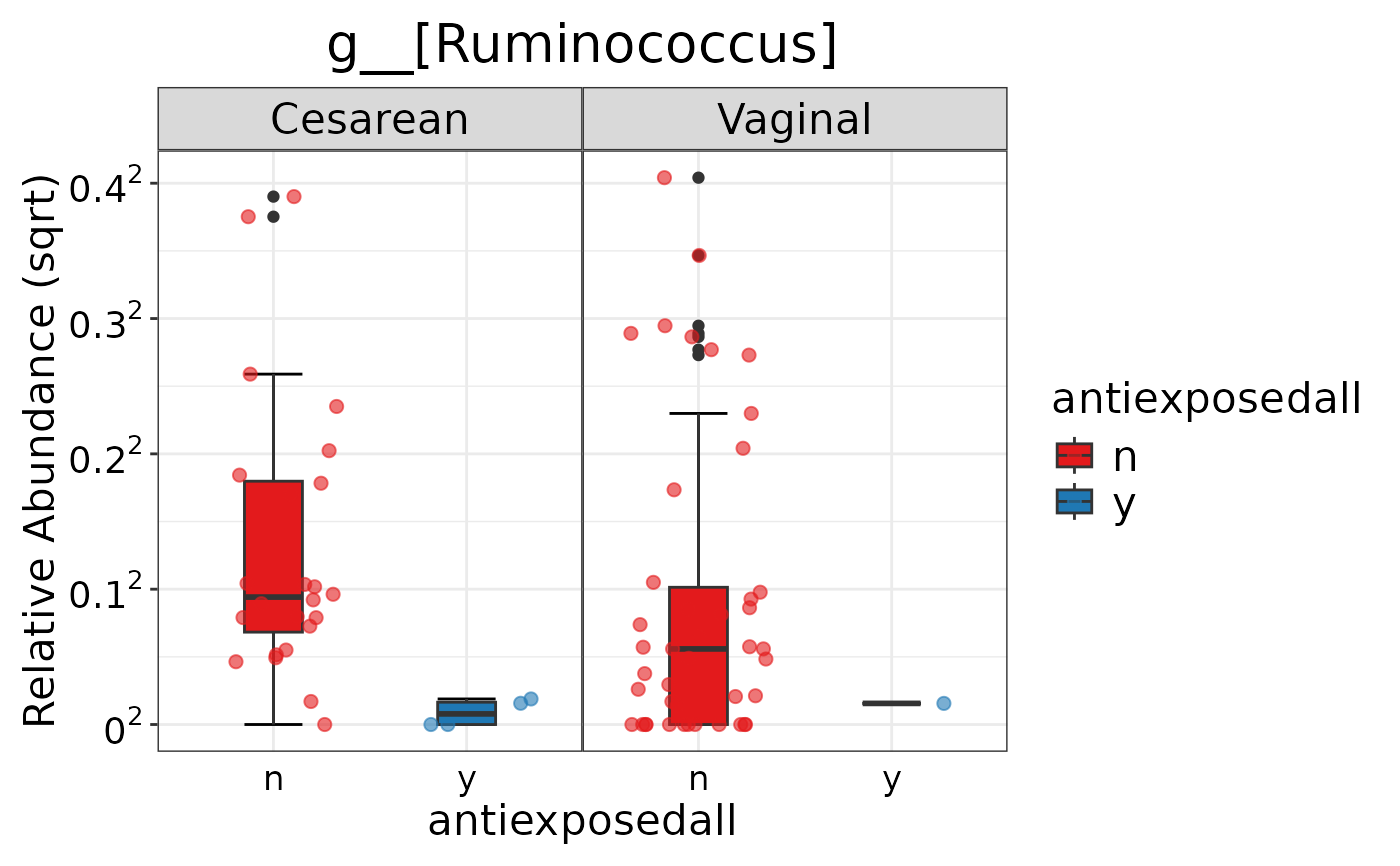 g__[Ruminococcus]
Cesarean
Vaginal
Relative Abundance (sqrt)
0.4²
0.3²
0.2²
0.1²
0²
n
y
n
y
antiexposedall
antiexposedall
n
y